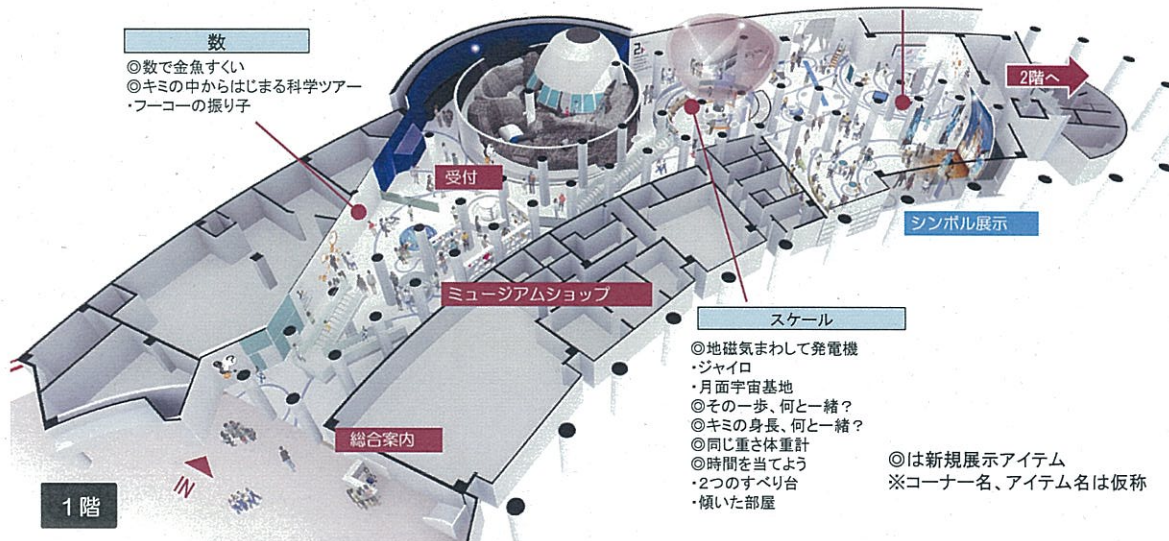 数
◎数で金魚すくい
◎キミの中からはじまる科学ツアー
・フーコーの振り子
2階へ
受付
シンボル展示
ミュージアムショップ
スケール
◎地磁気まわして発電機
・ジャイロ
・月面宇宙基地
◎その一歩、何と一緒？
◎キミの身長、何と一緒？
◎同じ重さ体重計
◎時間を当てよう
・2つのすべり台
・傾いた部屋
総合案内
◎は新規展示アイテム
※コーナー名、アイテム名は仮称
IN
1階